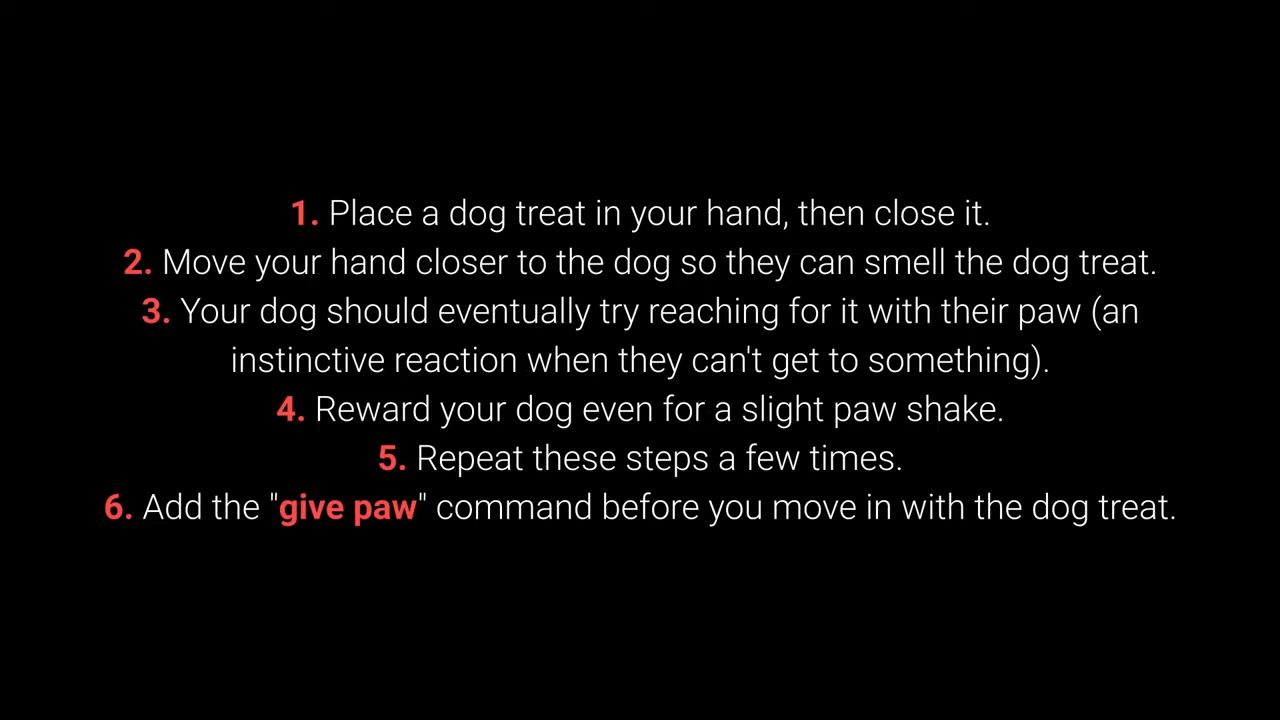 1. Place a dog treat in your hand, then close it.
2. Move your hand closer to the dog so they can smell the dog treat.
3. Your dog should eventually try reaching for it with their paw (an
instinctive reaction when they can't get to something).
4. Reward your dog even for a slight paw shake.
5. Repeat these steps a few times.
6. Add the "give paw" command before you move in with the dog treat.